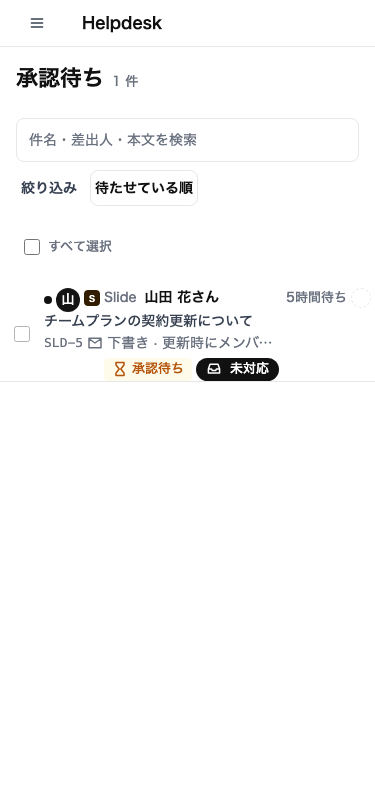 Helpdesk
承認待ち 1 件
件名・差出人・本文を検索
絞り込み 待たせている順
すべて選択
山 S Slide 山田 花さん 5時間待ち
チームプランの契約更新について
SLD-5 下書き · 更新時にメンバ…
承認待ち 未対応